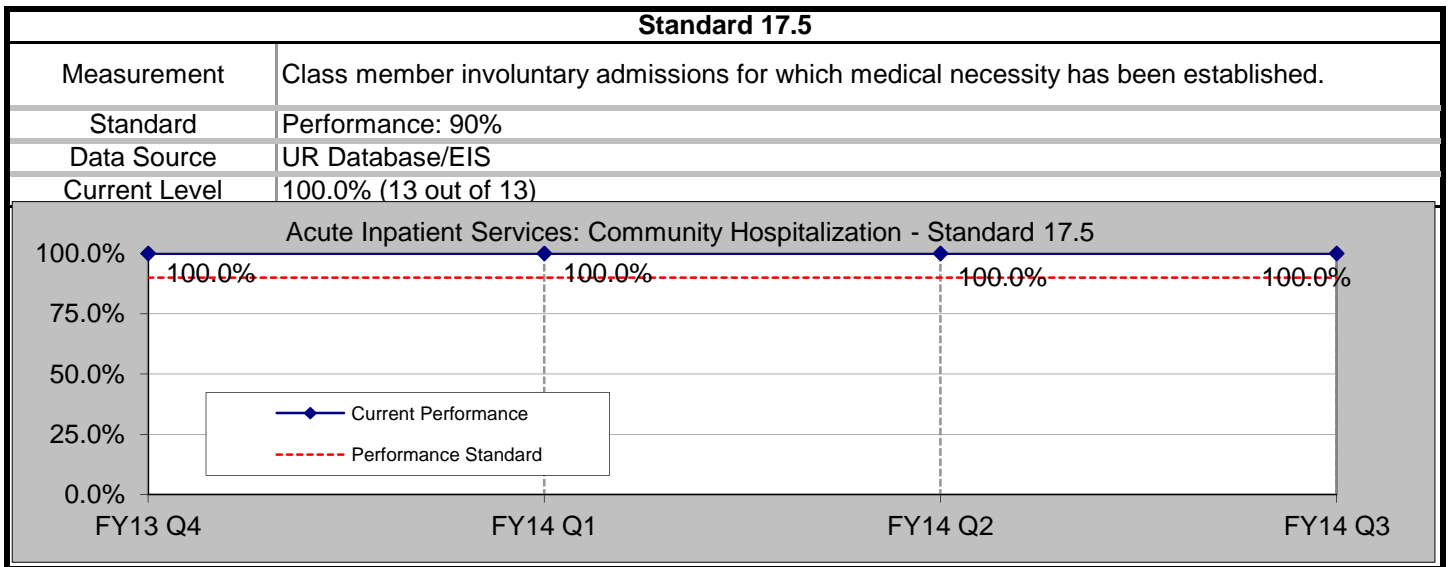 Standard 17.5
Measurement Class member involuntary admissions for which medical necessity has been established.
Standard Performance: 90%
Data Source UR Database/EIS
Current Level 100.0% (13 out of 13)
Acute Inpatient Services: Community Hospitalization - Standard 17.5
100.0%
100.0% 100.0% 100.0% 100.0%
75.0%
50.0%
Current Performance
25.0%
Performance Standard
0.0%
FY13 Q4 FY14 Q1 FY14 Q2 FY14 Q3